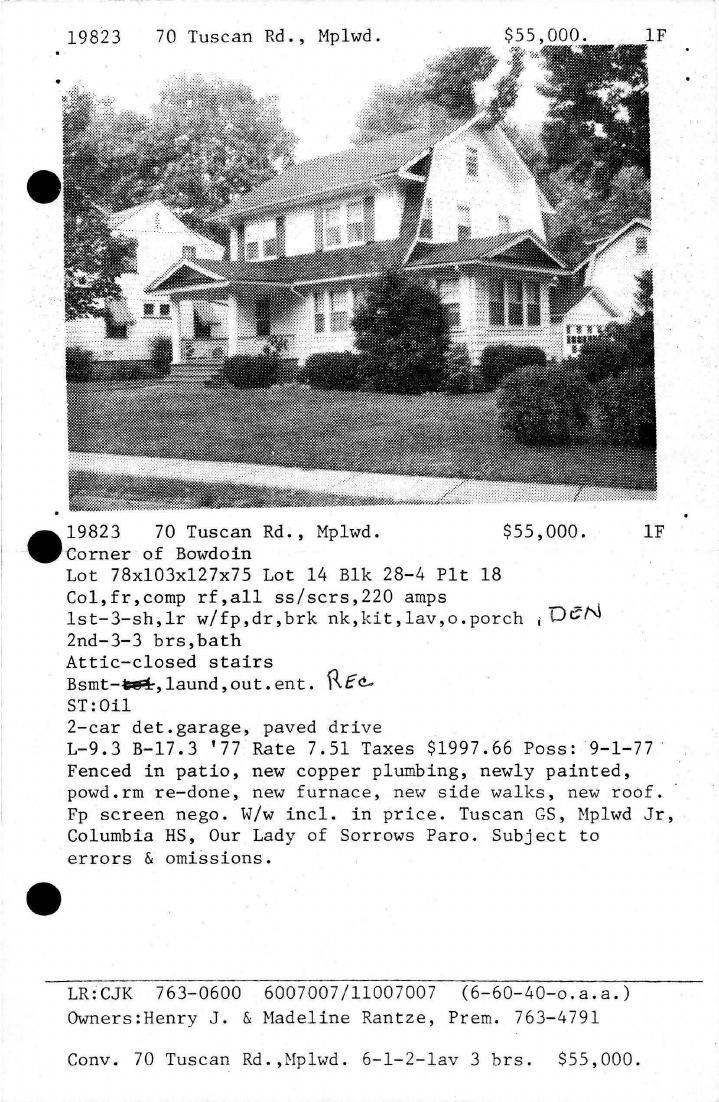 19823 70 Tuscan Rd., Mplwd. $55,000. 1F
19823 70 Tuscan Rd., Mplwd. $55,000. 1F
Corner of Bowdoin
Lot 78x103x127x75 Lot 14 Blk 28-4 Plt 18
Col,fr,comp rf,all ss/scrs,220 amps
1st-3-sh,lr w/fp,dr,brk nk,kit,lav,o.porch , DEN
2nd-3-3 brs,bath
Attic-closed stairs
Bsmt-,laund,out.ent. REC
ST:Oil
2-car det.garage, paved drive
L-9.3 B-17.3 '77 Rate 7.51 Taxes $1997.66 Poss: 9-1-77
Fenced in patio, new copper plumbing, newly painted,
powd.rm re-done, new furnace, new side walks, new roof.
Fp screen nego. W/w incl. in price. Tuscan GS, Mplwd Jr,
Columbia HS, Our Lady of Sorrows Paro. Subject to
errors & omissions.
LR:CJK 763-0600 6007007/11007007 (6-60-40-o.a.a.)
Owners:Henry J. & Madeline Rantze, Prem. 763-4791
Conv. 70 Tuscan Rd.,Mplwd. 6-1-2-lav 3 brs. $55,000.